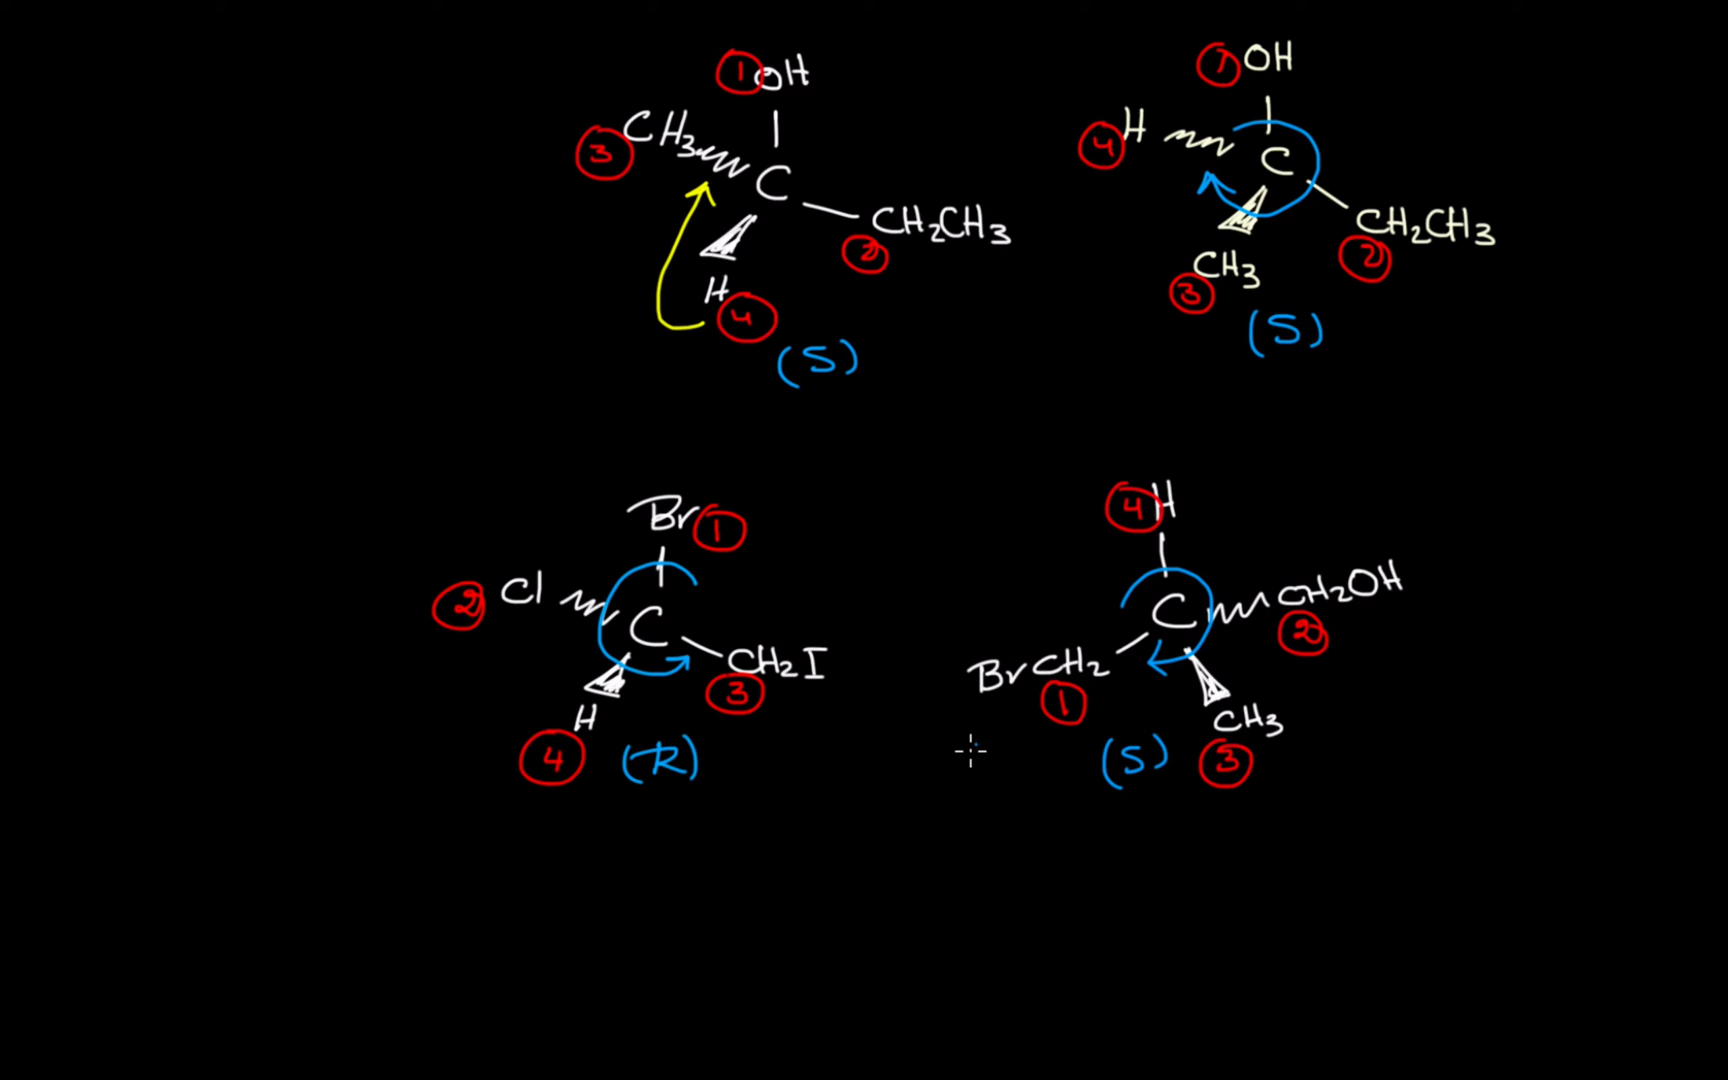 ① OH
③ CH₃
C
CH₂CH₃
②
H
④
(S)
① OH
④ H
C
CH₂CH₃
②
CH₃
③
(S)
Br ①
② Cl
C
CH₂I
③
H
④
(R)
④ H
C
CH₂OH
②
BrCH₂
①
CH₃
③
(S)